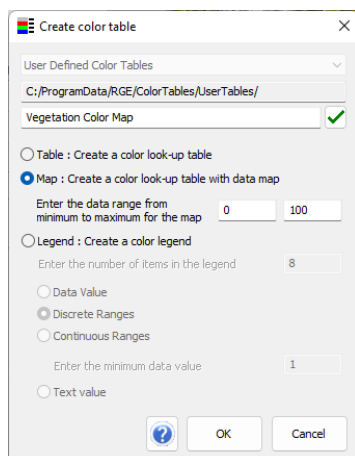 Create color table
User Defined Color Tables
C:/ProgramData/RGE/ColorTables/UserTables/
Vegetation Color Map
Table : Create a color look-up table
Map : Create a color look-up table with data map
Enter the data range from
minimum to maximum for the map
0
100
Legend : Create a color legend
Enter the number of items in the legend
8
Data Value
Discrete Ranges
Continuous Ranges
Enter the minimum data value
1
Text value
?
OK
Cancel